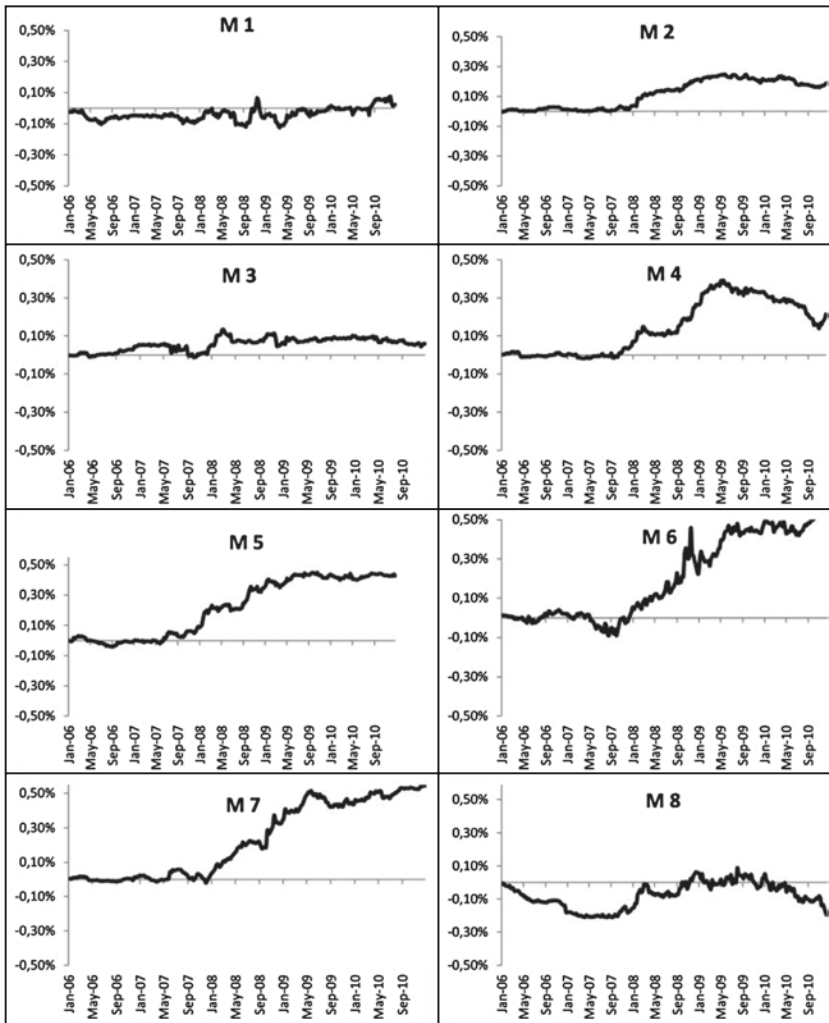 M 1
0,50%
0,30%
0,10%
-0,10%
-0,30%
-0,50%
Jan-06
May-06
Sep-06
Jan-07
May-07
Sep-07
Jan-08
May-08
Sep-08
Jan-09
May-09
Sep-09
Jan-10
May-10
Sep-10
M 2
0,50%
0,30%
0,10%
-0,10%
-0,30%
-0,50%
Jan-06
May-06
Sep-06
Jan-07
May-07
Sep-07
Jan-08
May-08
Sep-08
Jan-09
May-09
Sep-09
Jan-10
May-10
Sep-10
M 3
0,50%
0,30%
0,10%
-0,10%
-0,30%
-0,50%
Jan-06
May-06
Sep-06
Jan-07
May-07
Sep-07
Jan-08
May-08
Sep-08
Jan-09
May-09
Sep-09
Jan-10
May-10
Sep-10
M 4
0,50%
0,30%
0,10%
-0,10%
-0,30%
-0,50%
Jan-06
May-06
Sep-06
Jan-07
May-07
Sep-07
Jan-08
May-08
Sep-08
Jan-09
May-09
Sep-09
Jan-10
May-10
Sep-10
M 5
0,50%
0,30%
0,10%
-0,10%
-0,30%
-0,50%
Jan-06
May-06
Sep-06
Jan-07
May-07
Sep-07
Jan-08
May-08
Sep-08
Jan-09
May-09
Sep-09
Jan-10
May-10
Sep-10
M 6
0,50%
0,30%
0,10%
-0,10%
-0,30%
-0,50%
Jan-06
May-06
Sep-06
Jan-07
May-07
Sep-07
Jan-08
May-08
Sep-08
Jan-09
May-09
Sep-09
Jan-10
May-10
Sep-10
M 7
0,50%
0,30%
0,10%
-0,10%
-0,30%
-0,50%
Jan-06
May-06
Sep-06
Jan-07
May-07
Sep-07
Jan-08
May-08
Sep-08
Jan-09
May-09
Sep-09
Jan-10
May-10
Sep-10
M 8
0,50%
0,30%
0,10%
-0,10%
-0,30%
-0,50%
Jan-06
May-06
Sep-06
Jan-07
May-07
Sep-07
Jan-08
May-08
Sep-08
Jan-09
May-09
Sep-09
Jan-10
May-10
Sep-10